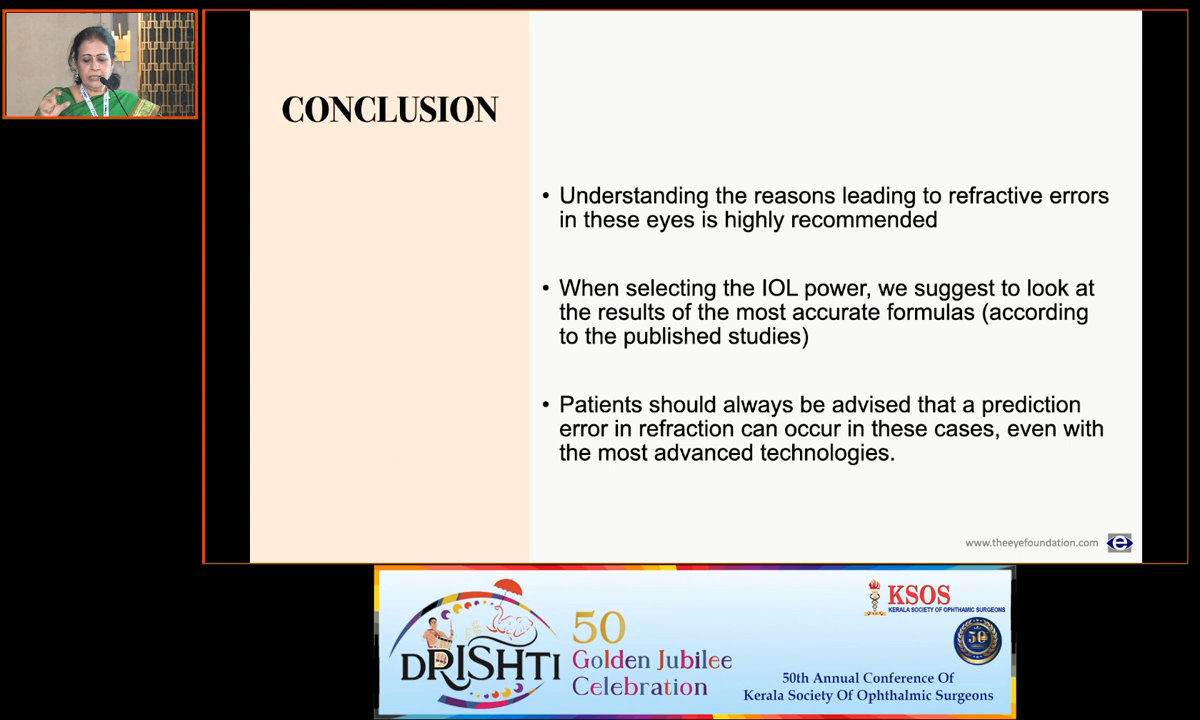 CONCLUSION
• Understanding the reasons leading to refractive errors
in these eyes is highly recommended
• When selecting the IOL power, we suggest to look at
the results of the most accurate formulas (according
to the published studies)
• Patients should always be advised that a prediction
error in refraction can occur in these cases, even with
the most advanced technologies.
www.theeyefoundation.com
e
DRISHTI
50
Golden Jubilee
Celebration
KSOS
KERALA SOCIETY OF OPHTHAMIC SURGEONS
50
50th Annual Conference Of
Kerala Society Of Ophthalmic Surgeons